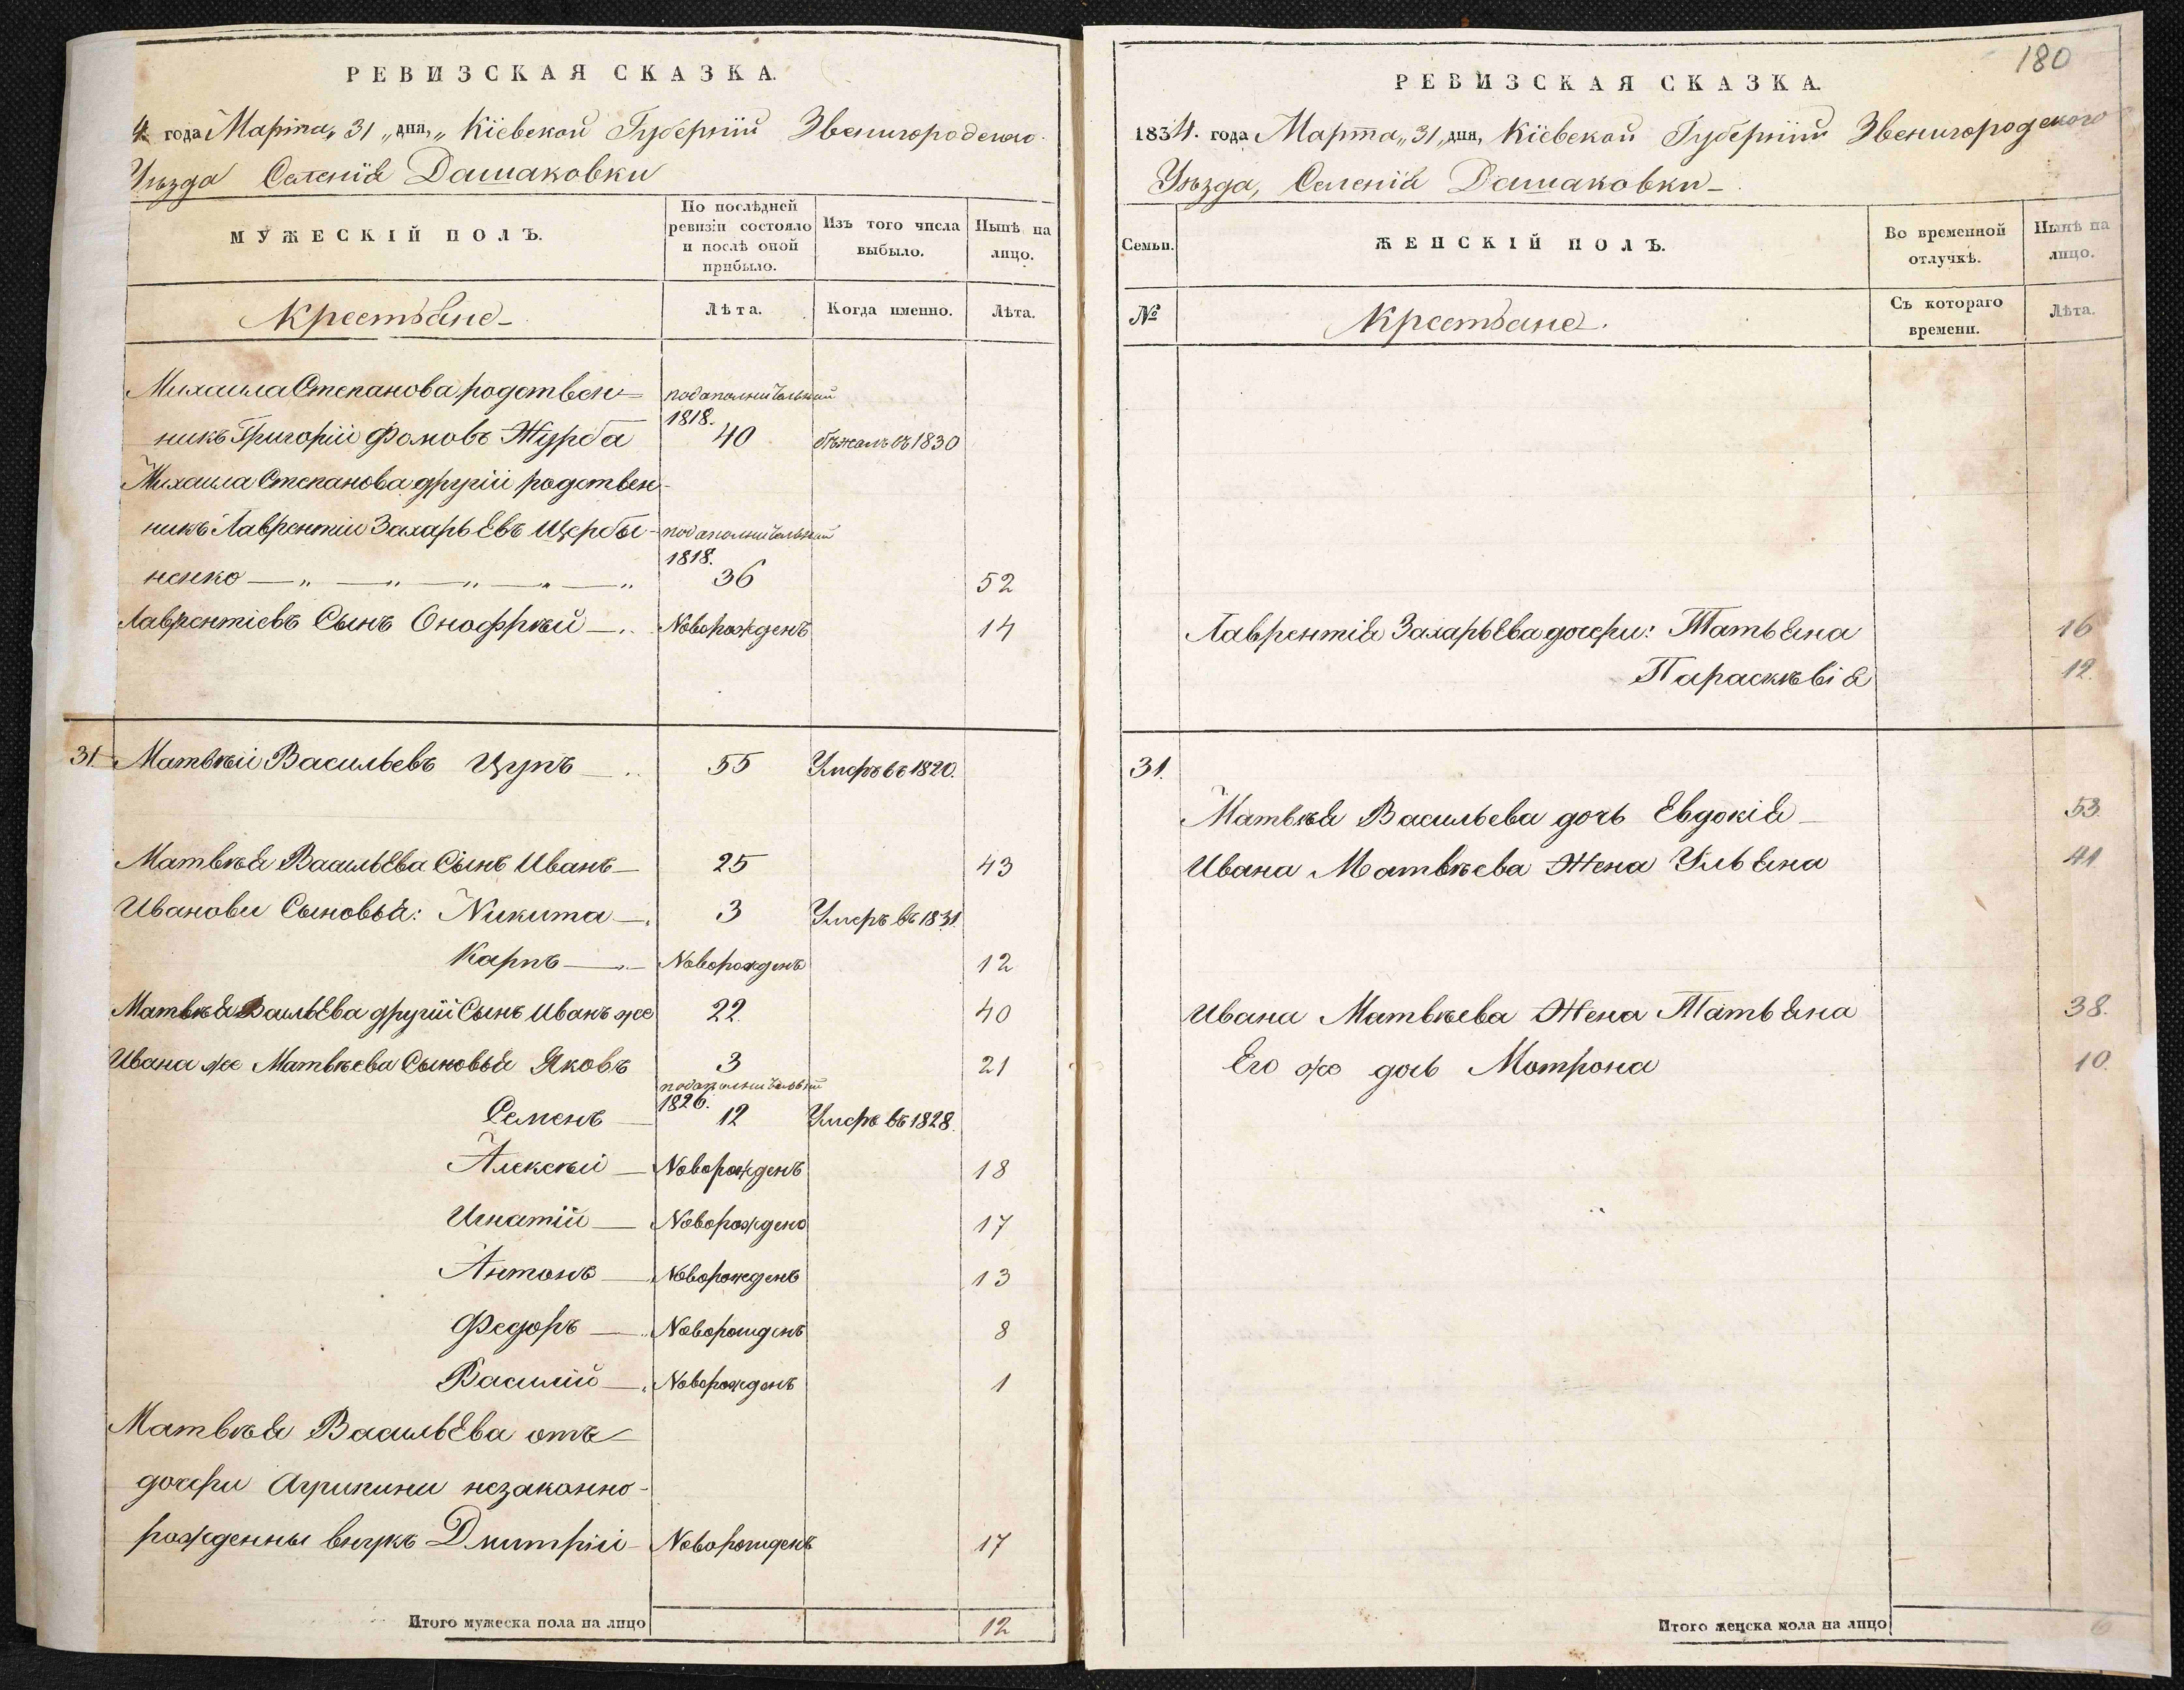 РЕВИЗСКАЯ СКАЗКА.
4. года Марта „31„ дня, Кіевской Губерніи Звенигородского
Уѣзда Селенія Дашаковки
МУЖЕСКІЙ ПОЛЪ.
По послѣдней ревизіи состояло и послѣ оной прибыло.
Изъ того числа выбыло.
Нынѣ на лицо.
Крестьяне
Лѣта.
Когда именно.
Лѣта.
Михаила Степанова родствен- подаполнительний
1818.
никъ Григорій Фомовъ Журба 40 бѣжалъ въ 1830
Михаила Степанова другій родствен-
никъ Лаврентій Захарьевъ Щербы- подаполнительний
1818.
ненко 36 52
Лаврентіевъ Сынъ Онофрѣй Новорожденъ 14
31. Матвѣй Васильевъ Цупъ 55 Умеръ въ 1820.
Матвѣя Васильева Сынъ Иванъ 25 43
Иванови Сыновья: Никита 3 Умеръ въ 1831.
Карпъ Новорожденъ 12
Матвѣя Васильева другій Сынъ Иванъ же 22. 40
Ивана же Матвѣева Сыновья Яковъ 3 21
подаполнительний
1826.
Семенъ 12 Умеръ въ 1828.
Алексѣй Новорожденъ 18
Игнатій Новорожденъ 17
Антонъ Новорожденъ 13
Федоръ Новорожденъ 8
Василій Новорожденъ 1
Матвѣя Васильева отъ
дочери Агрипини незаконно-
рожденны внукъ Дмитрій Новорожденъ 17
Итого мужеска пола на лицо 12
180
РЕВИЗСКАЯ СКАЗКА.
1834. года Марта „31„ дня, Кіевской Губерніи Звенигородского
Уѣзда, Селенія Дашаковки
Семьи.
ЖЕНСКІЙ ПОЛЪ.
Во временной отлучкѣ.
Нынѣ на лицо.
№
Крестьяне.
Съ котораго времени.
Лѣта.
Лаврентія Захарьева дочери: Татьяна 16
Параскѣвія 12.
31.
Матвѣя Васильева дочь Евдокія 53.
Ивана Матвѣева Жена Ульяна 41
Ивана Матвѣева Жена Татьяна 38.
Его же дочь Мотрона 10.
Итого женска пола на лицо 6